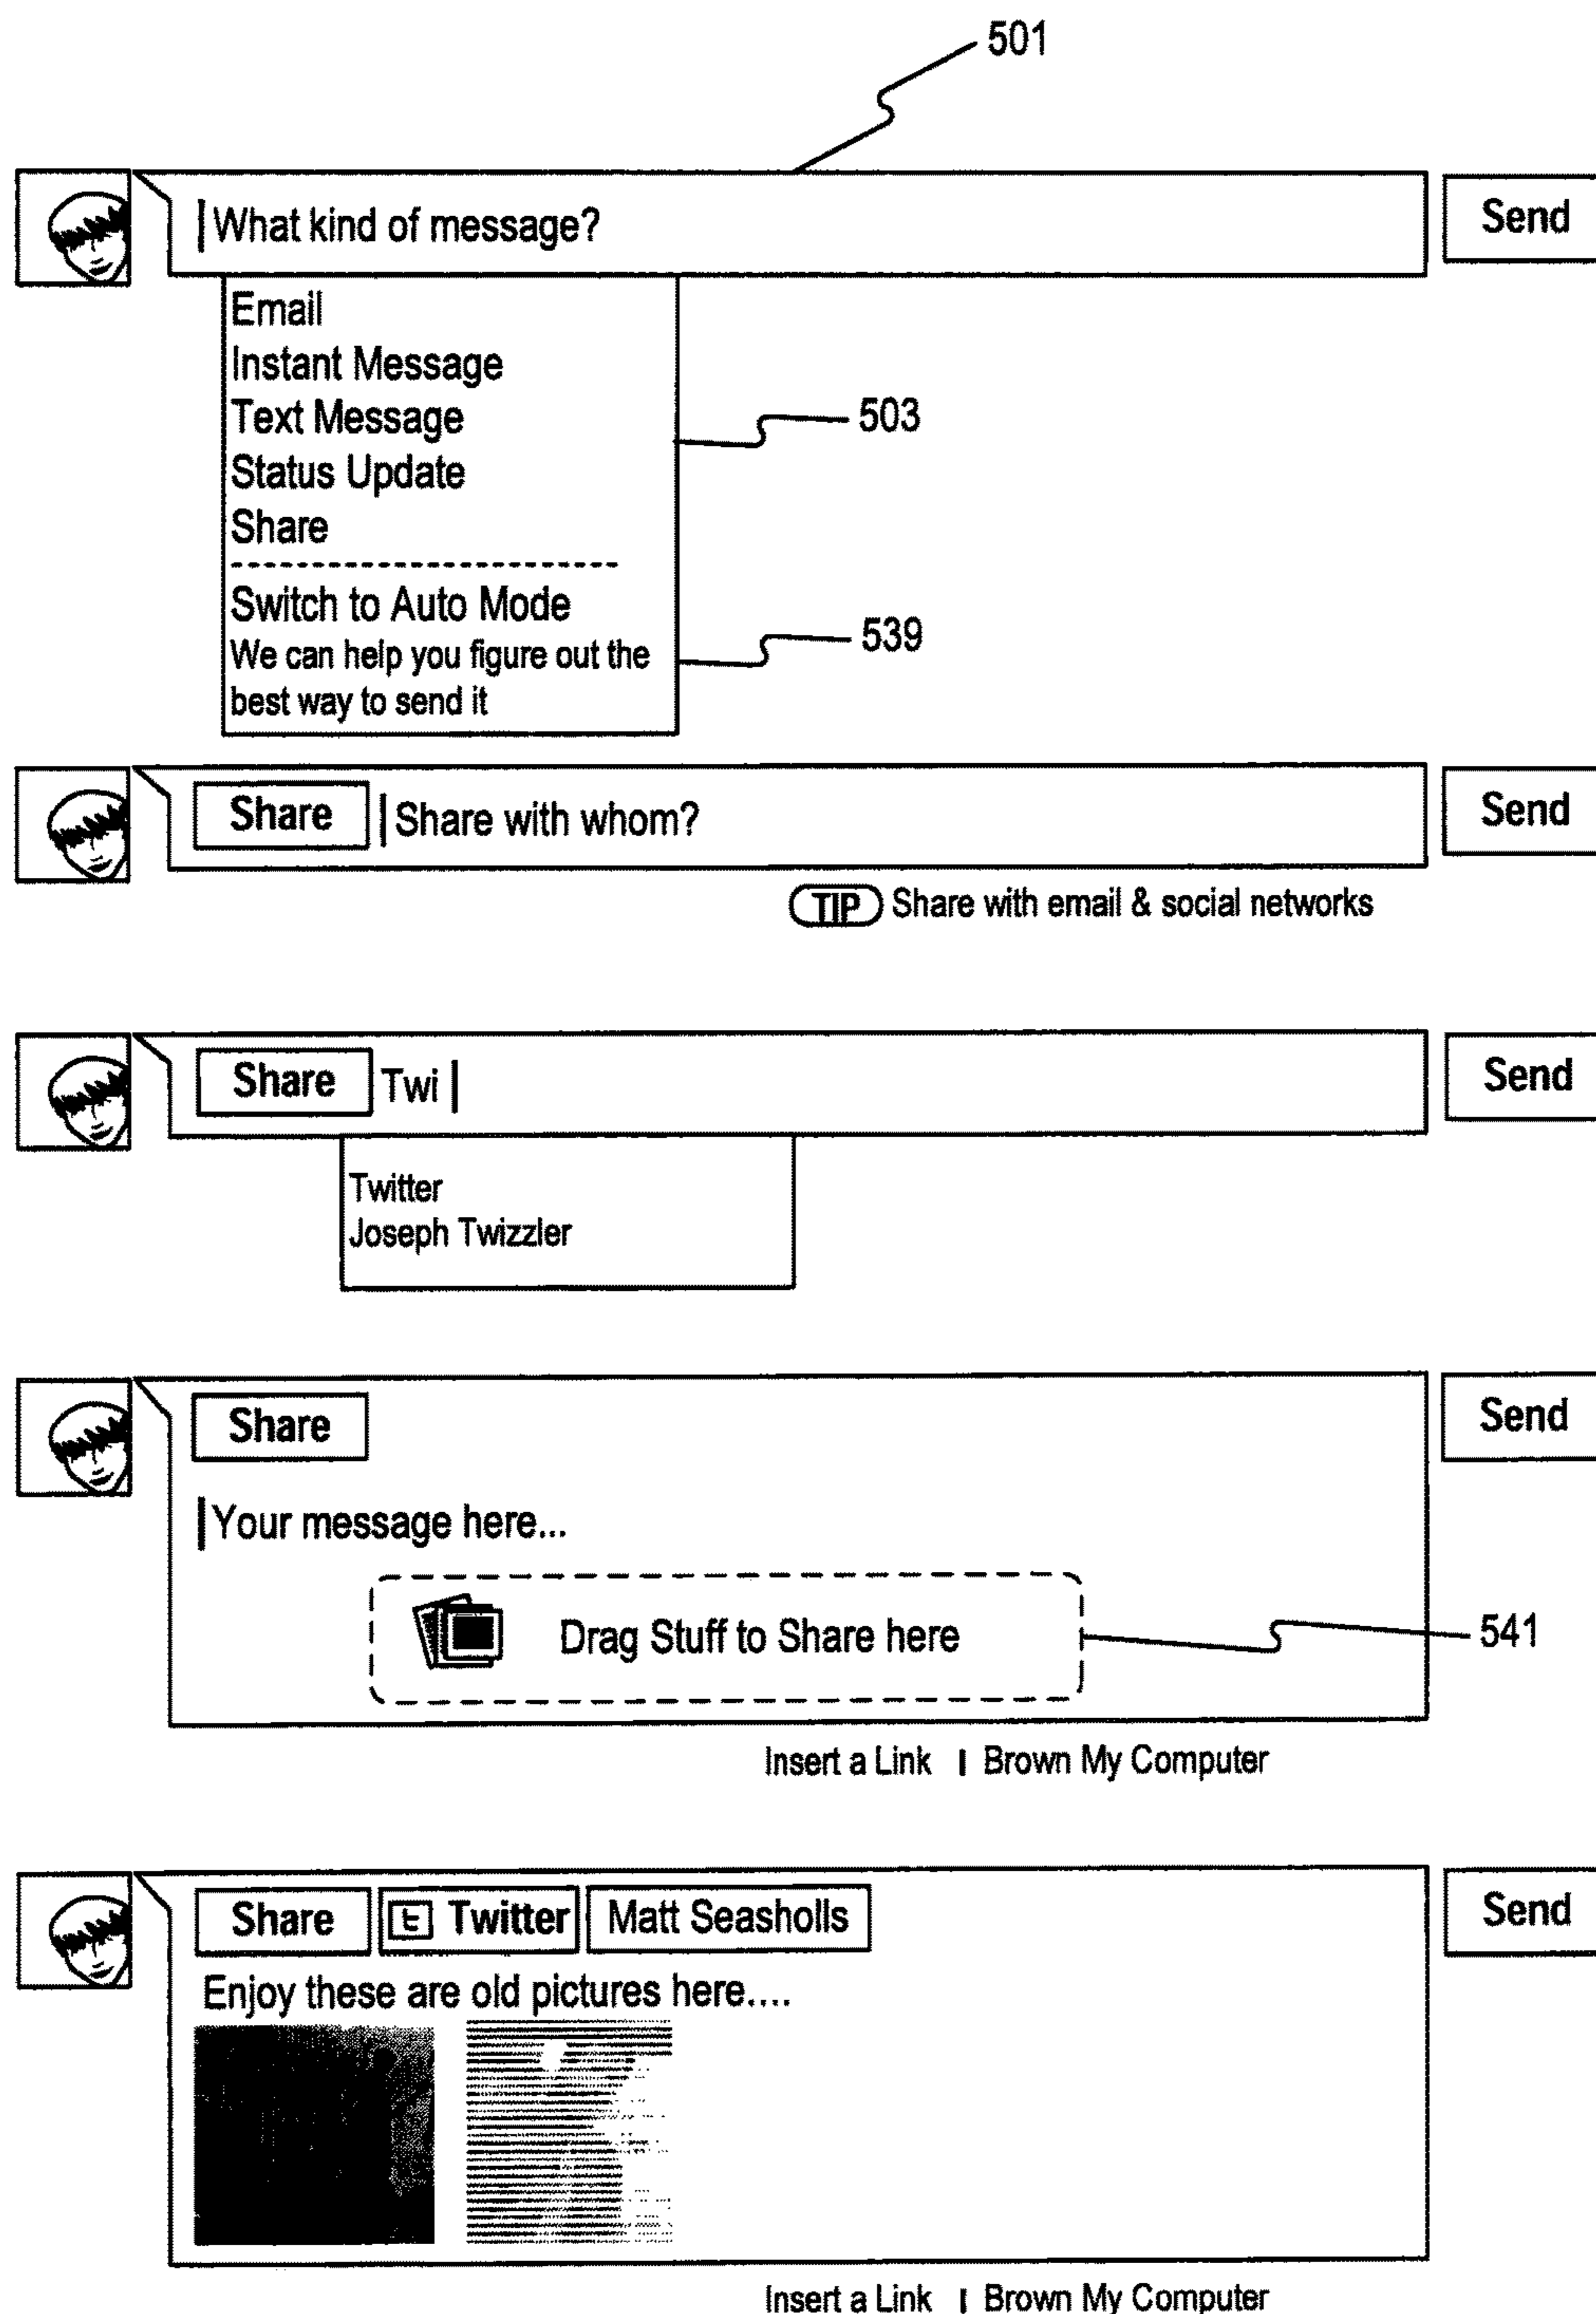 501
What kind of message?
Send
Email
Instant Message
Text Message
503
Status Update
Share
Switch to Auto Mode
539
We can help you figure out the
best way to send it
Share Share with whom?
Send
TIP Share with email & social networks
Share Twi
Send
Twitter
Joseph Twizzler
Share
Send
Your message here...
Drag Stuff to Share here
541
Insert a Link | Brown My Computer
Share t Twitter Matt Seasholls
Send
Enjoy these are old pictures here....
Insert a Link | Brown My Computer